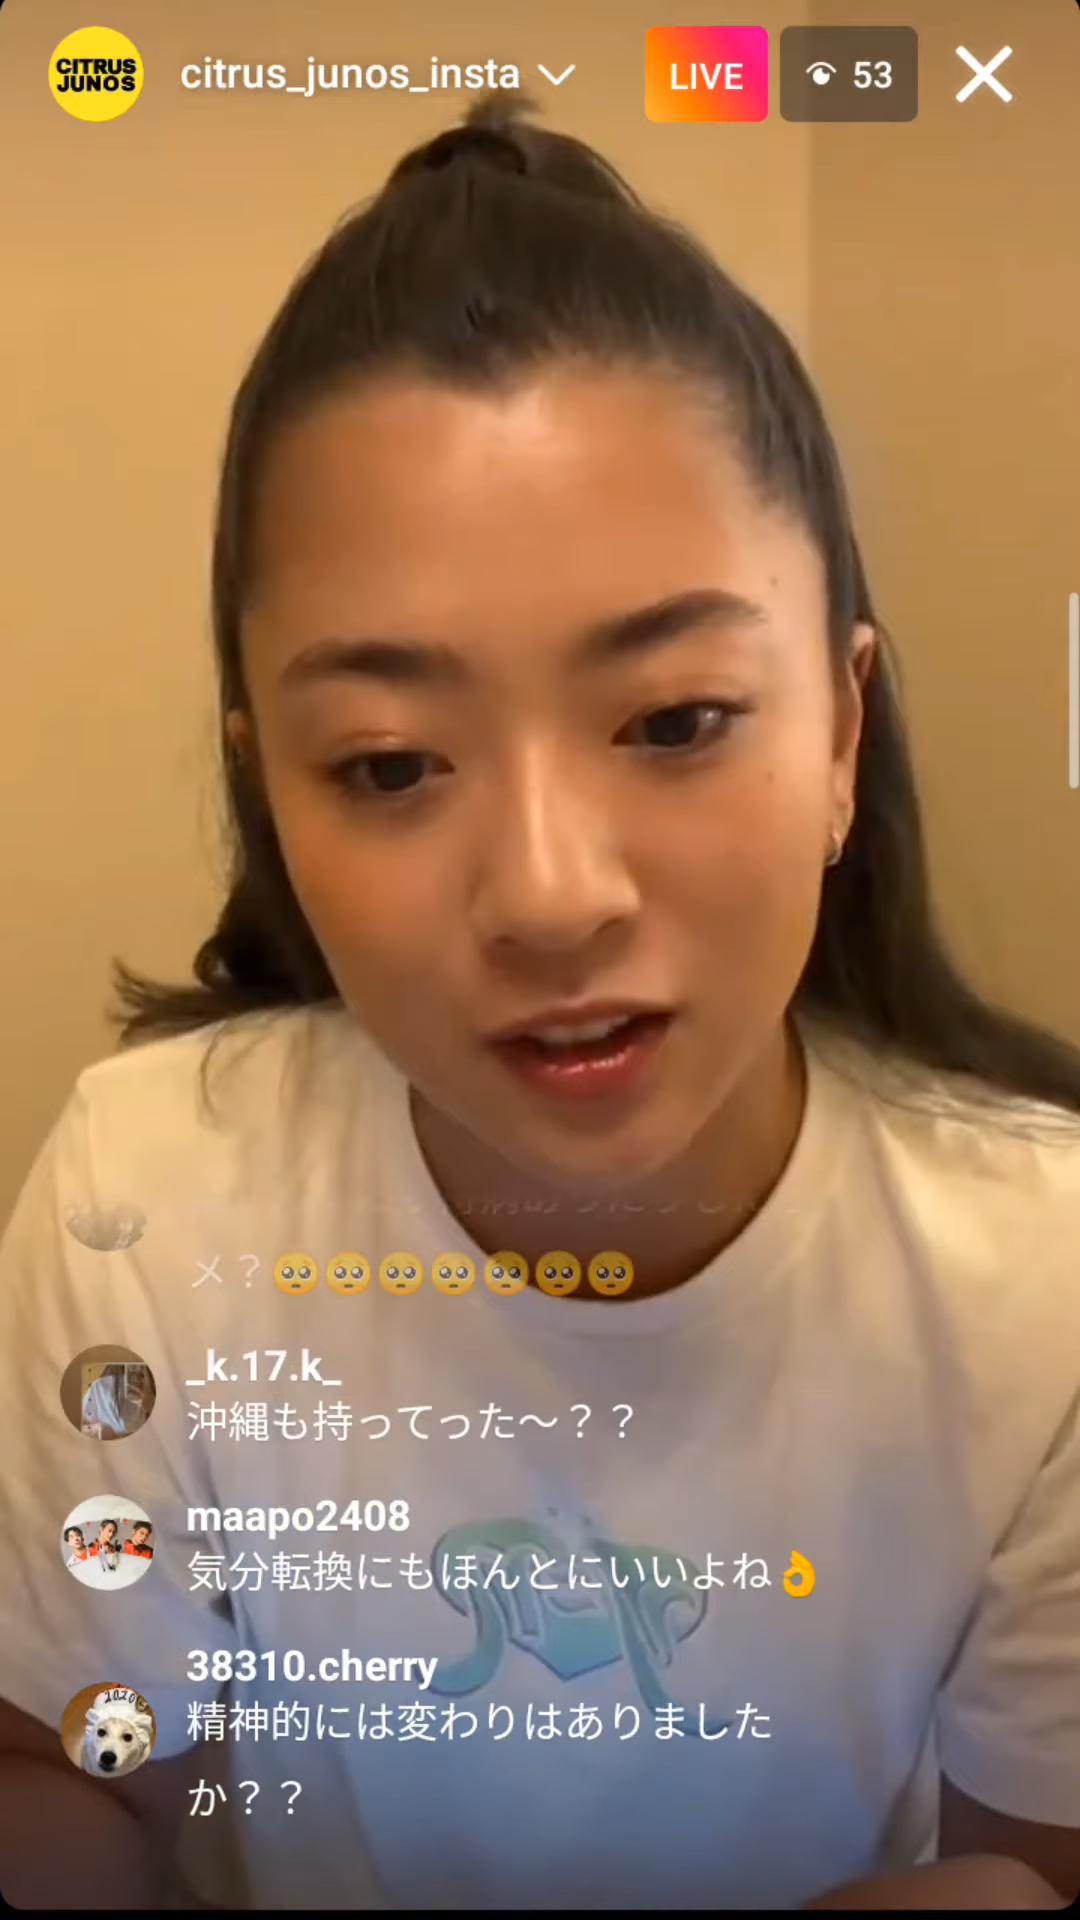 CITRUS
JUNOS
citrus_junos_insta
LIVE
53
メ？🥺🥺🥺🥺🥺🥺🥺
_k.17.k_
沖縄も持ってった〜？？
maapo2408
気分転換にもほんとにいいよね👌
38310.cherry
精神的には変わりはありました
か？？
2020